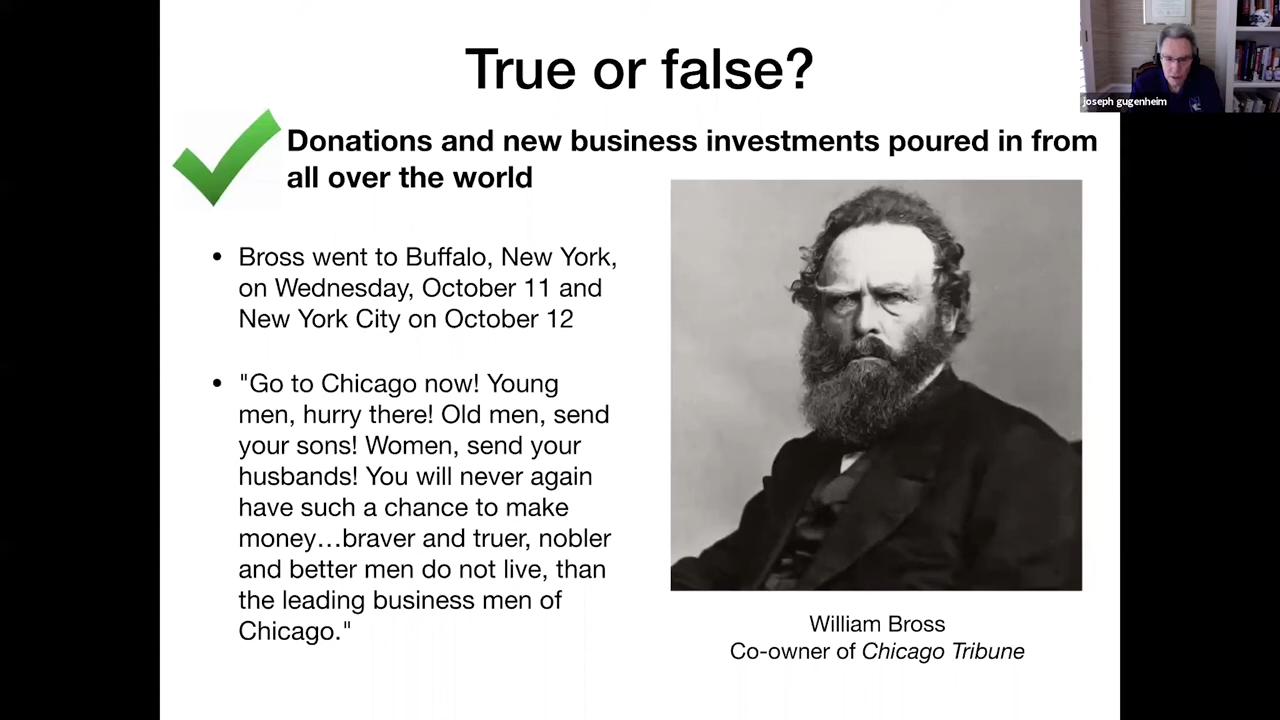 True or false?
joseph gugenheim
Donations and new business investments poured in from
all over the world
• Bross went to Buffalo, New York,
on Wednesday, October 11 and
New York City on October 12
• "Go to Chicago now! Young
men, hurry there! Old men, send
your sons! Women, send your
husbands! You will never again
have such a chance to make
money…braver and truer, nobler
and better men do not live, than
the leading business men of
Chicago."
William Bross
Co-owner of Chicago Tribune